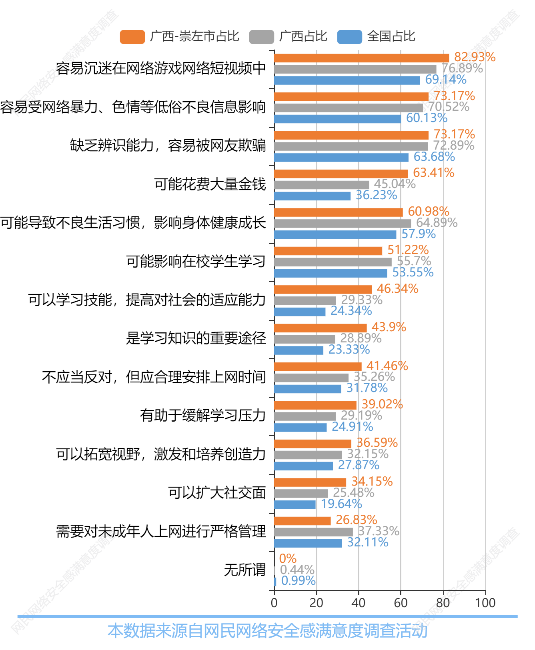 广西-崇左市占比 广西占比 全国占比
容易沉迷在网络游戏网络短视频中
82.93%
76.89%
69.14%
容易受网络暴力、色情等低俗不良信息影响
73.17%
70.52%
60.13%
缺乏辨识能力，容易被网友欺骗
73.17%
72.89%
63.68%
可能花费大量金钱
63.41%
45.04%
36.23%
可能导致不良生活习惯，影响身体健康成长
60.98%
64.89%
57.9%
可能影响在校学生学习
51.22%
55.7%
53.55%
可以学习技能，提高对社会的适应能力
46.34%
29.33%
24.34%
是学习知识的重要途径
43.9%
28.89%
23.33%
不应当反对，但应合理安排上网时间
41.46%
35.26%
31.78%
有助于缓解学习压力
39.02%
29.19%
24.91%
可以拓宽视野，激发和培养创造力
36.59%
32.15%
27.87%
可以扩大社交面
34.15%
25.48%
19.64%
需要对未成年人上网进行严格管理
26.83%
37.33%
32.11%
无所谓
0%
0.44%
0.99%
0 20 40 60 80 100
本数据来源自网民网络安全感满意度调查活动